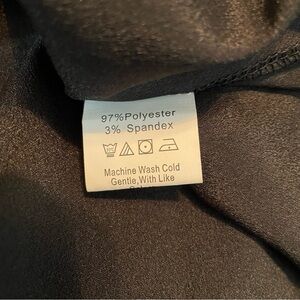 97%Polyester
3% Spandex
Machine Wash Cold
Gentle,With Like